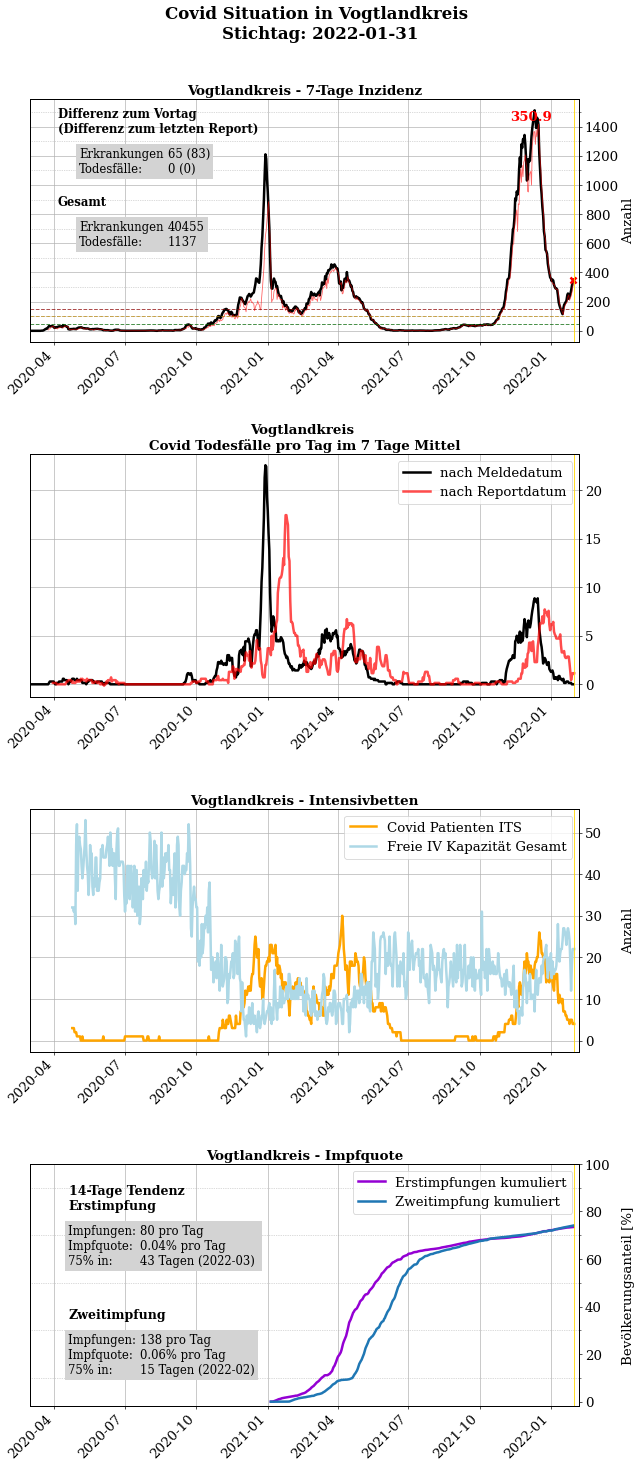 Covid Situation in Vogtlandkreis
Stichtag: 2022-01-31
Vogtlandkreis - 7-Tage Inzidenz
Differenz zum Vortag
(Differenz zum letzten Report)
Erkrankungen 65 (83)
Todesfälle: 0 (0)
Gesamt
Erkrankungen 40455
Todesfälle: 1137
350.9
1400
1200
1000
800
600
400
200
0
Anzahl
2020-04 2020-07 2020-10 2021-01 2021-04 2021-07 2021-10 2022-01
Vogtlandkreis
Covid Todesfälle pro Tag im 7 Tage Mittel
nach Meldedatum
nach Reportdatum
20
15
10
5
0
2020-04 2020-07 2020-10 2021-01 2021-04 2021-07 2021-10 2022-01
Vogtlandkreis - Intensivbetten
Covid Patienten ITS
Freie IV Kapazität Gesamt
50
40
30
20
10
0
Anzahl
2020-04 2020-07 2020-10 2021-01 2021-04 2021-07 2021-10 2022-01
Vogtlandkreis - Impfquote
14-Tage Tendenz
Erstimpfung
Impfungen: 80 pro Tag
Impfquote: 0.04% pro Tag
75% in: 43 Tagen (2022-03)
Zweitimpfung
Impfungen: 138 pro Tag
Impfquote: 0.06% pro Tag
75% in: 15 Tagen (2022-02)
Erstimpfungen kumuliert
Zweitimpfung kumuliert
100
80
60
40
20
0
Bevölkerungsanteil [%]
2020-04 2020-07 2020-10 2021-01 2021-04 2021-07 2021-10 2022-01